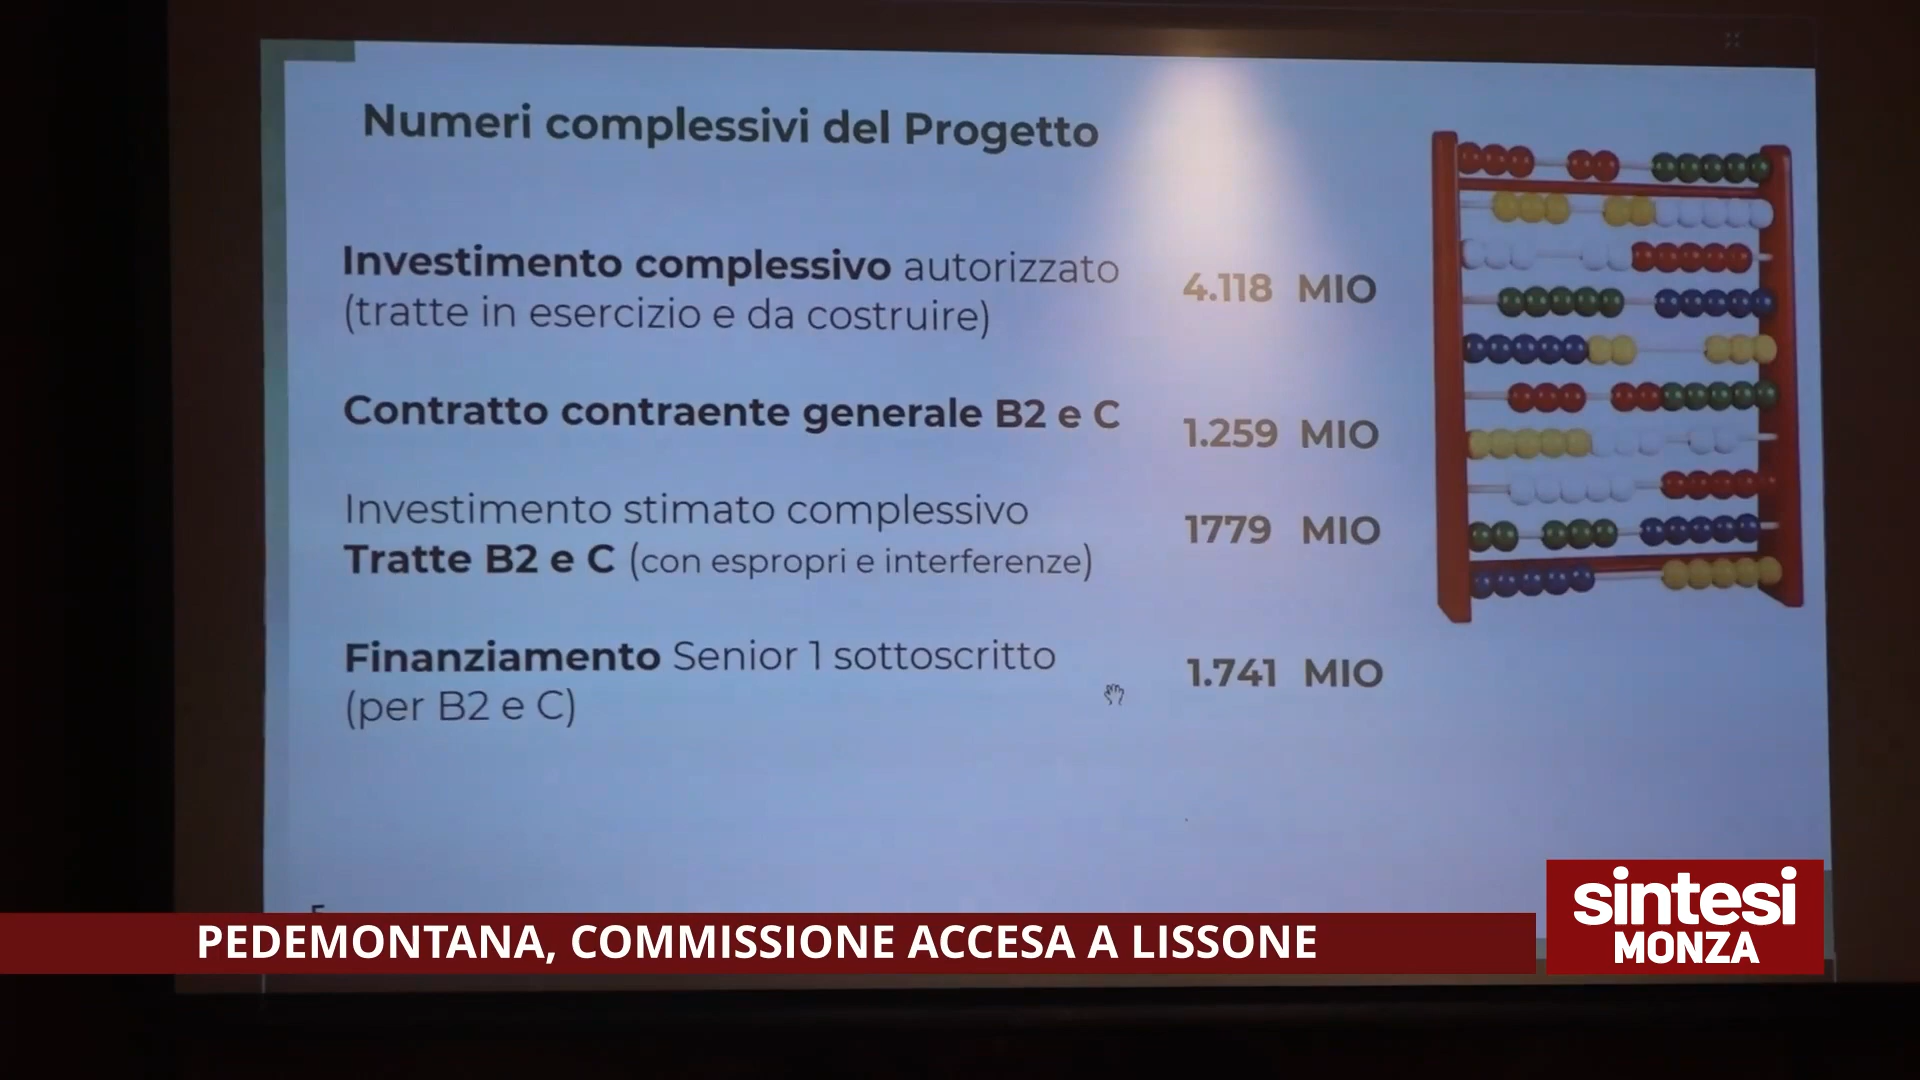 Numeri complessivi del Progetto
Investimento complessivo autorizzato
(tratte in esercizio e da costruire)
4.118 MIO
Contratto contraente generale B2 e C
1.259 MIO
Investimento stimato complessivo
Tratte B2 e C (con espropri e interferenze)
1779 MIO
Finanziamento Senior 1 sottoscritto
(per B2 e C)
1.741 MIO
PEDEMONTANA, COMMISSIONE ACCESA A LISSONE
sintesi
MONZA